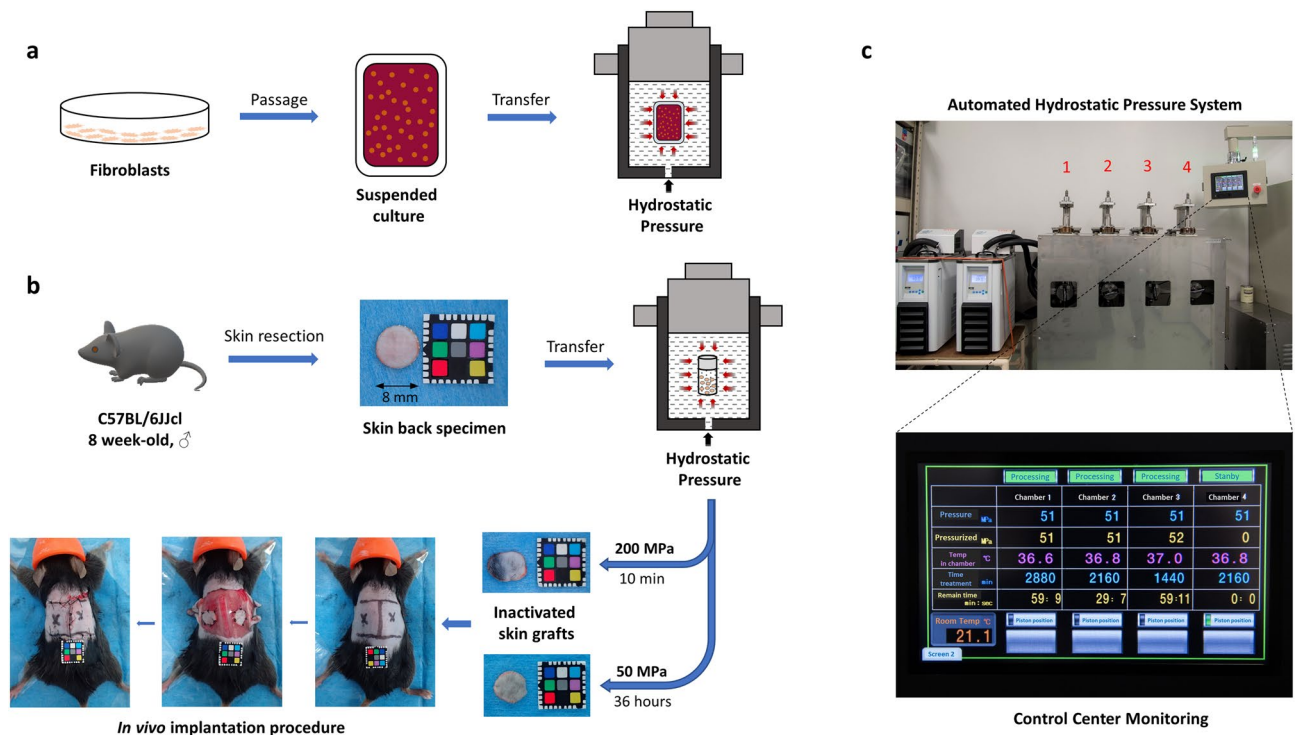 a
Passage
Transfer
Fibroblasts
Suspended
culture
Hydrostatic
Pressure
b
Skin resection
8 mm
Transfer
C57BL/6JJcl
8 week-old, ♂
Skin back specimen
Hydrostatic
Pressure
200 MPa
10 min
Inactivated
skin grafts
50 MPa
36 hours
In vivo implantation procedure
c
Automated Hydrostatic Pressure System
1 2 3 4
Processing Processing Processing Stanby
Chamber 1 Chamber 2 Chamber 3 Chamber 4
Pressure MPa 51 51 51 51
Pressurized MPa 51 51 52 0
Temp in chamber °C 36.6 36.8 37.0 36.8
Time treatment min 2880 2160 1440 2160
Remain time min:sec 59: 9 29: 7 59:11 0: 0
Room Temp °C 21.1
Piston position Piston position Piston position Piston position
Screen 2
Control Center Monitoring